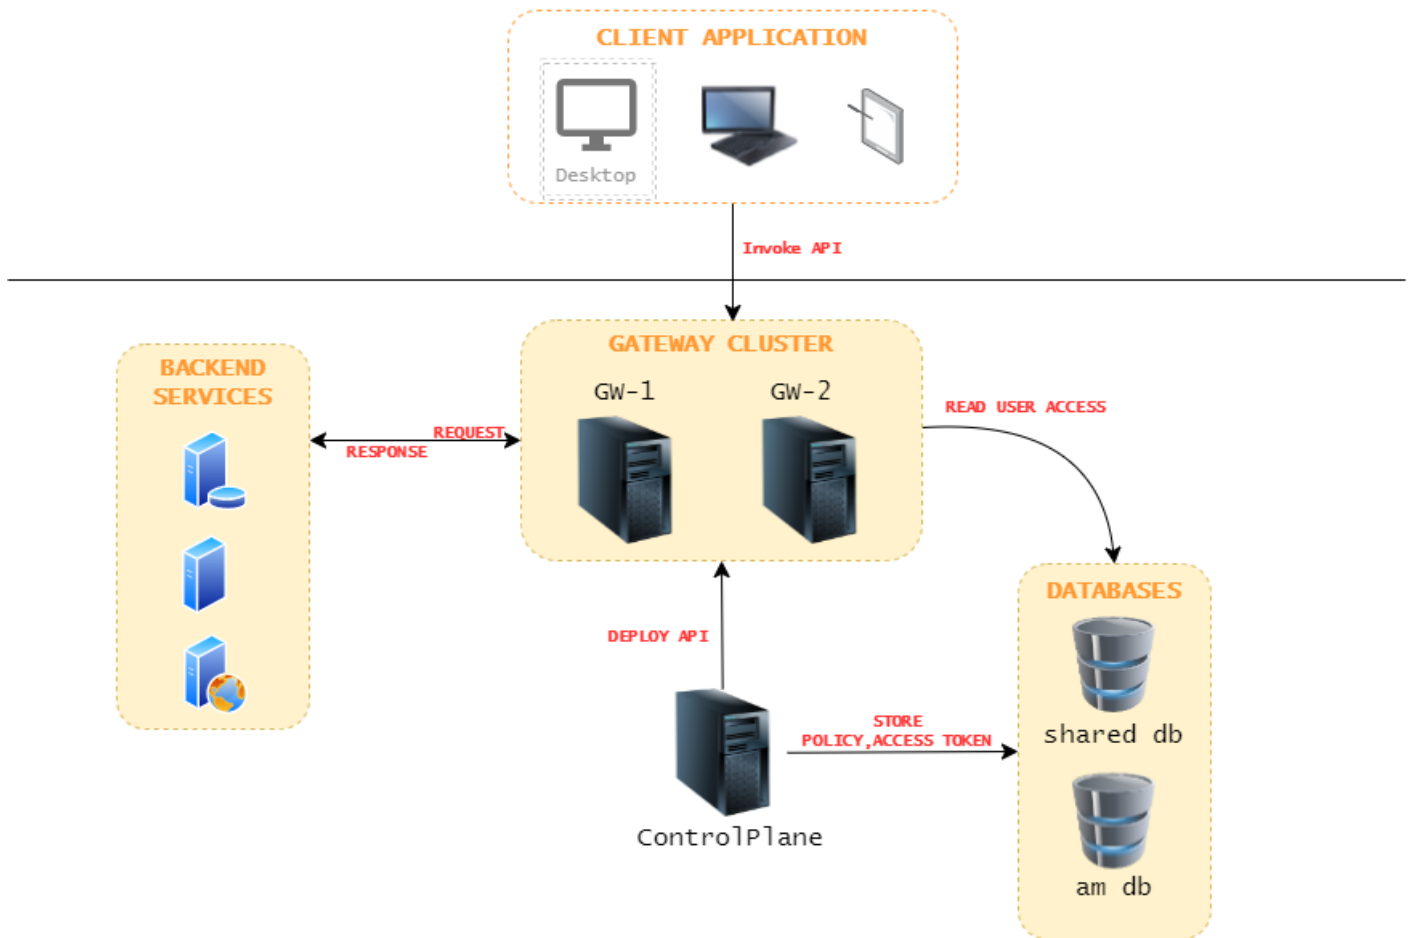 CLIENT APPLICATION
Desktop
Invoke API
GATEWAY CLUSTER
GW-1
GW-2
BACKEND
SERVICES
REQUEST
RESPONSE
READ USER ACCESS
DEPLOY API
DATABASES
shared db
STORE
POLICY,ACCESS TOKEN
ControlPlane
am db